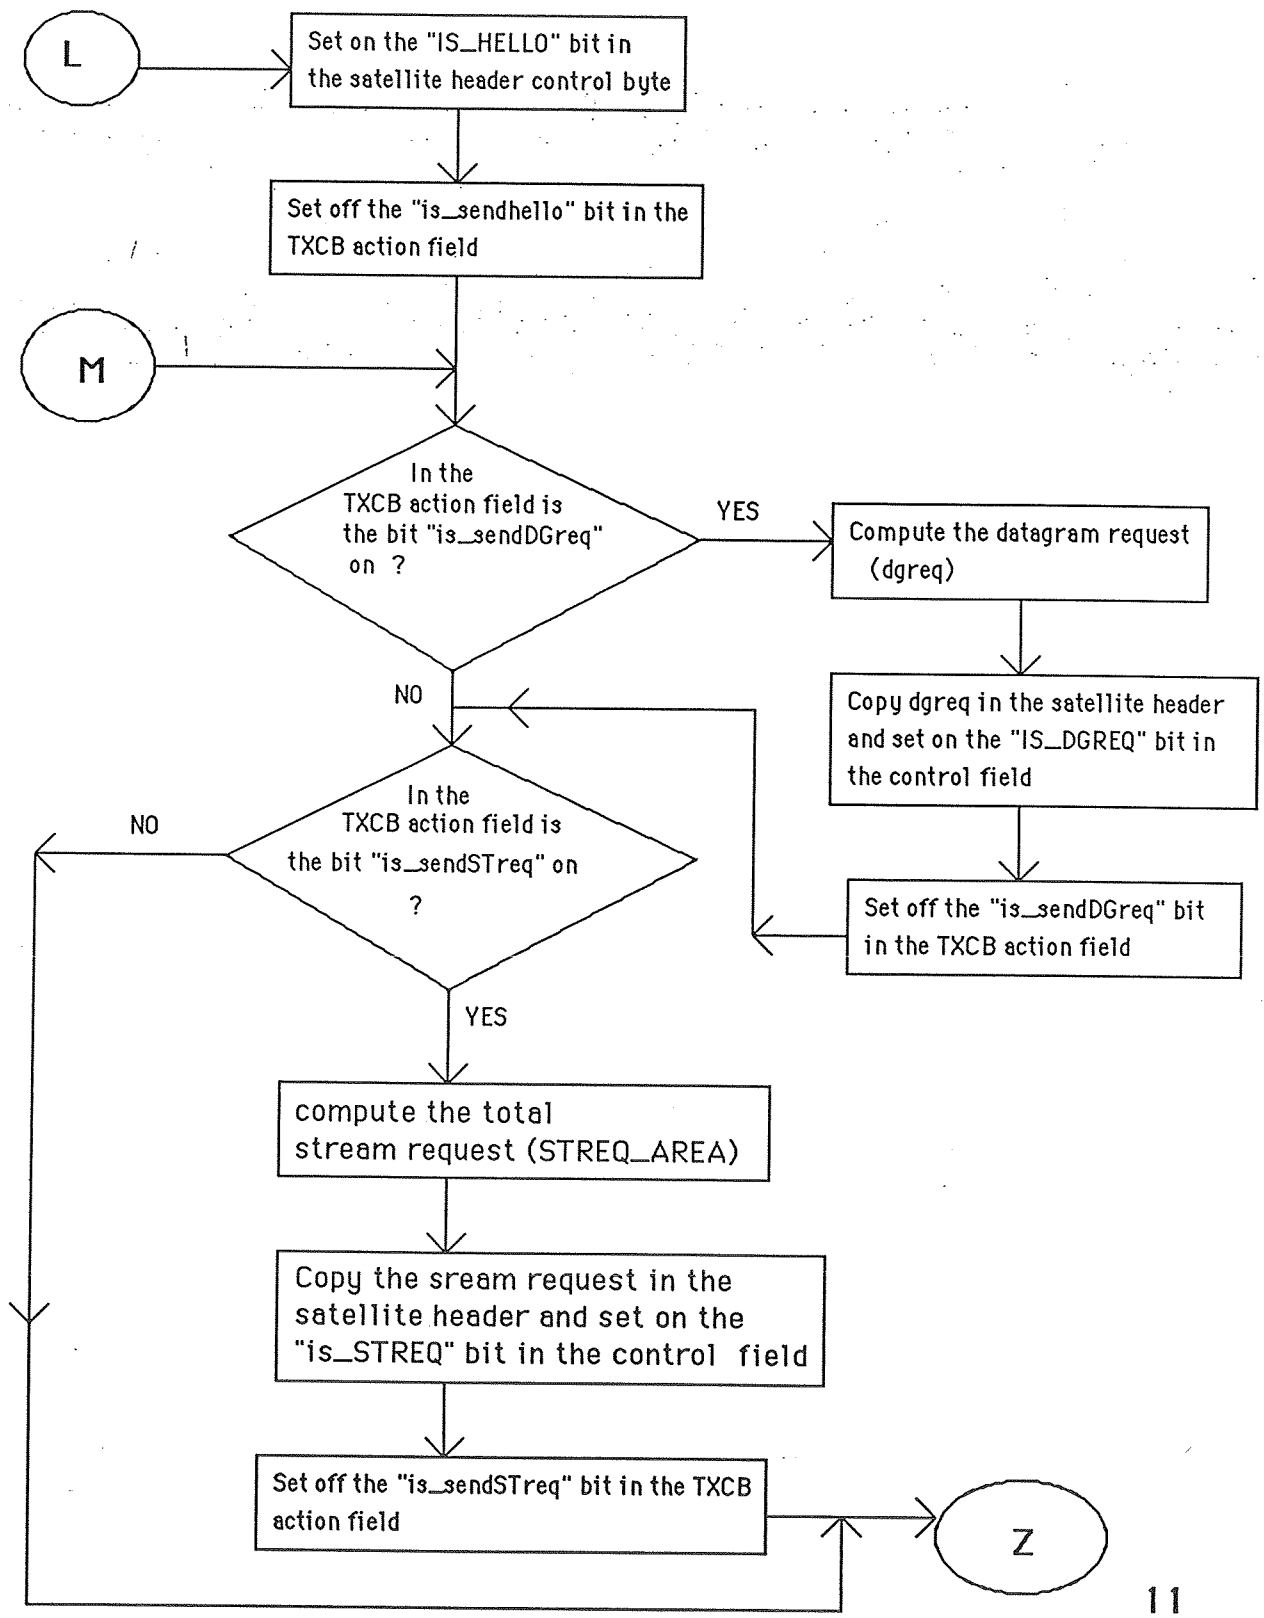 L
Set on the "IS_HELLO" bit in
the satellite header control byte
Set off the "is_sendhello" bit in the
TXCB action field
M
In the
TXCB action field is
the bit "is_sendDGreq"
on ?
YES
Compute the datagram request
(dgreq)
NO
Copy dgreq in the satellite header
and set on the "IS_DGREQ" bit in
the control field
In the
TXCB action field is
the bit "is_sendSTreq" on
?
NO
Set off the "is_sendDGreq" bit
in the TXCB action field
YES
compute the total
stream request (STREQ_AREA)
Copy the sream request in the
satellite header and set on the
"is_STREQ" bit in the control field
Set off the "is_sendSTreq" bit in the TXCB
action field
Z
11